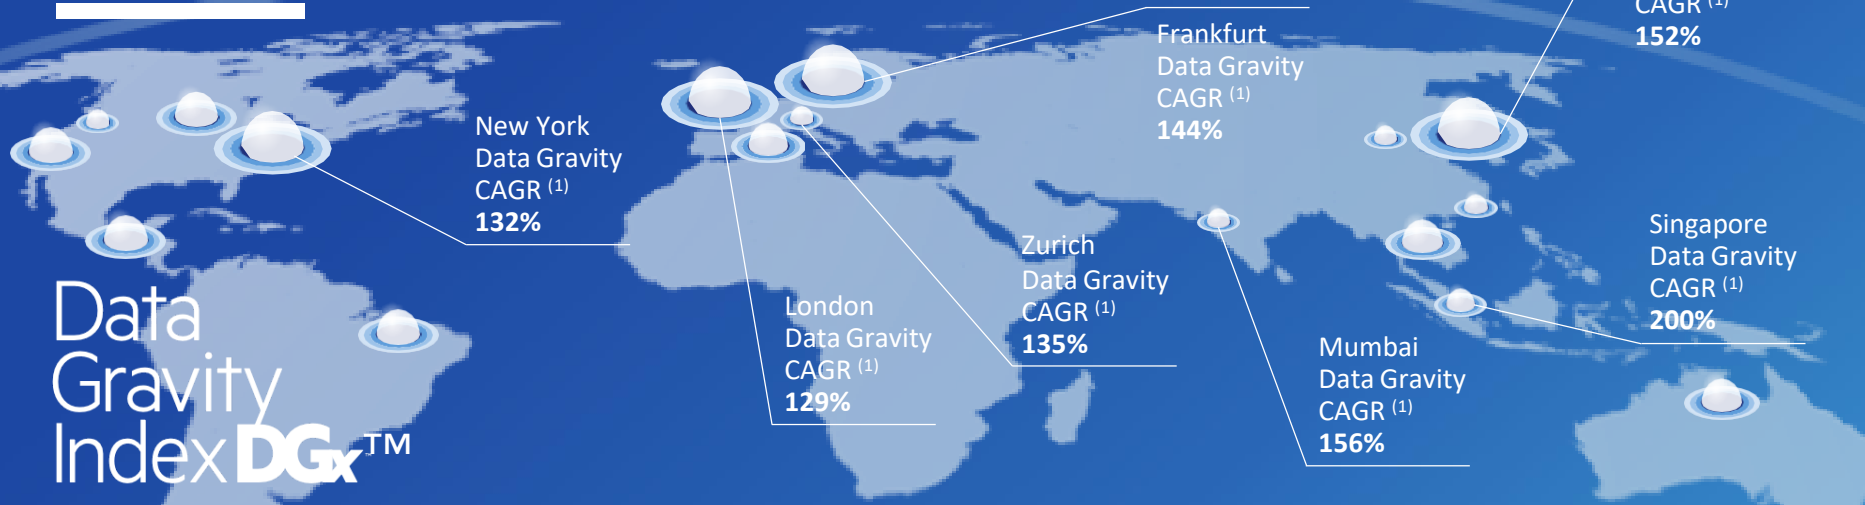 CAGR (1)
152%
Frankfurt
Data Gravity
CAGR (1)
144%
New York
Data Gravity
CAGR (1)
132%
Singapore
Data Gravity
CAGR (1)
200%
Zurich
Data Gravity
CAGR (1)
135%
London
Data Gravity
CAGR (1)
129%
Mumbai
Data Gravity
CAGR (1)
156%
Data
Gravity
Index DGx™